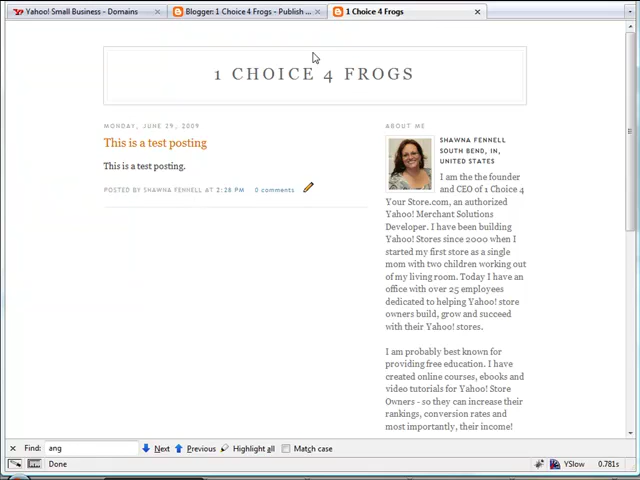 Yahoo! Small Business - Domains
Blogger: 1 Choice 4 Frogs - Publish ...
1 Choice 4 Frogs
1 CHOICE 4 FROGS
MONDAY, JUNE 29, 2009
This is a test posting
This is a test posting.
POSTED BY SHAWNA FENNELL AT 2:26 PM 0 comments
ABOUT ME
SHAWNA FENNELL
SOUTH BEND, IN,
UNITED STATES
I am the the founder
and CEO of 1 Choice 4
Your Store.com, an authorized
Yahoo! Merchant Solutions
Developer. I have been building
Yahoo! Stores since 2000 when I
started my first store as a single
mom with two children working out
of my living room. Today I have an
office with over 25 employees
dedicated to helping Yahoo! store
owners build, grow and succeed
with their Yahoo! stores.
I am probably best known for
providing free education. I have
created online courses, ebooks and
video tutorials for Yahoo! Store
Owners - so they can increase their
rankings, conversion rates and
most importantly, their income!
Find: ang Next Previous Highlight all Match case
Done YSlow 0.781s